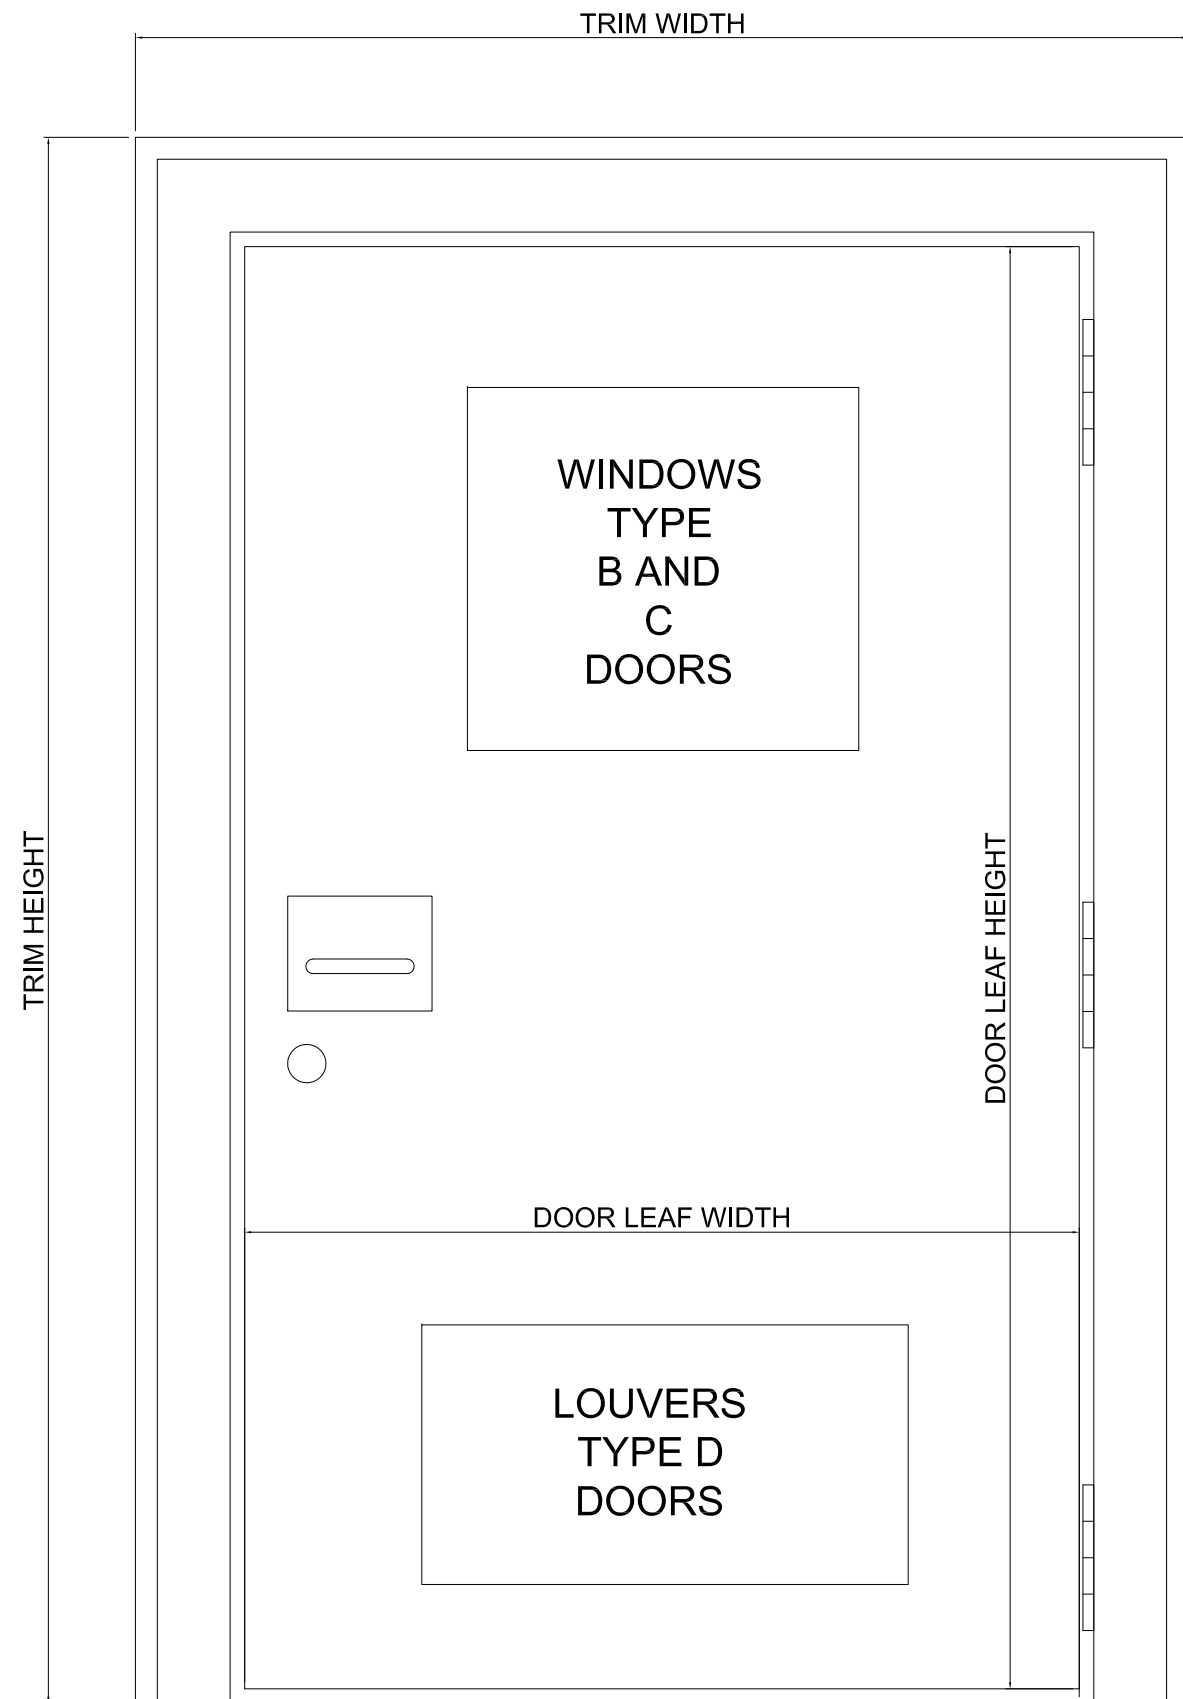 TRIM WIDTH
WINDOWS
TYPE
B AND
C
DOORS
TRIM HEIGHT
DOOR LEAF HEIGHT
DOOR LEAF WIDTH
LOUVERS
TYPE D
DOORS